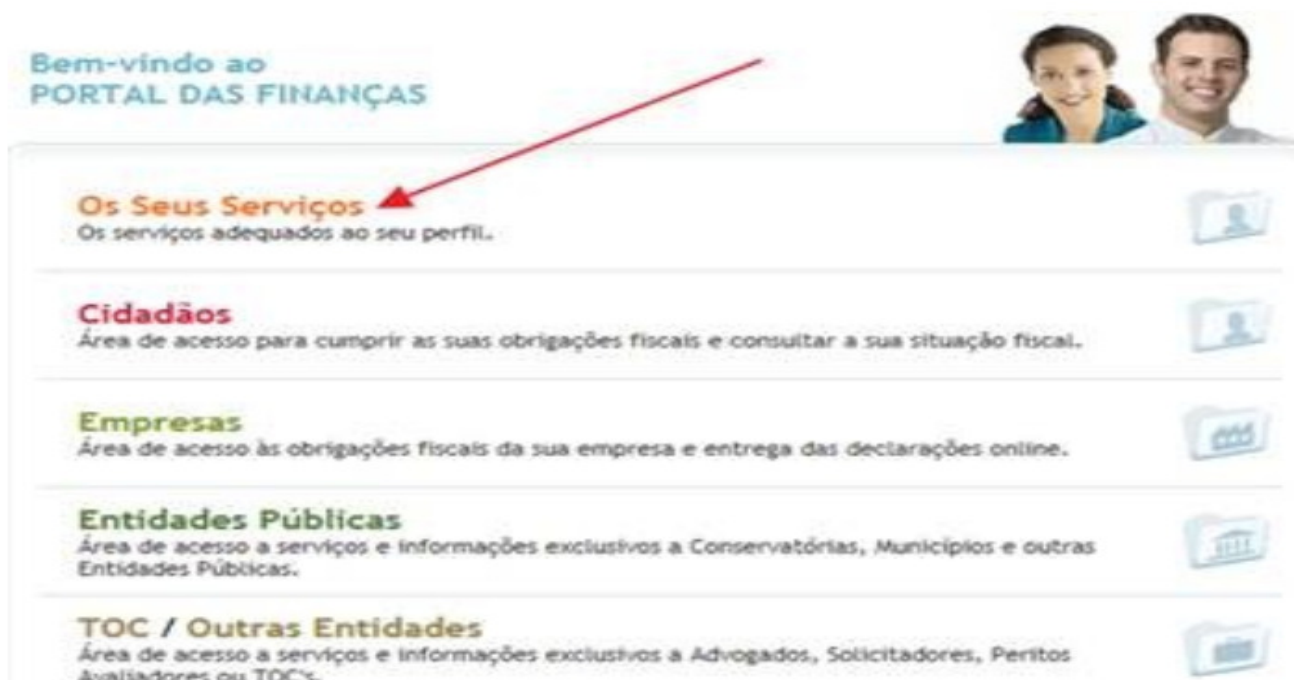 Bem-vindo ao
PORTAL DAS FINANÇAS
Os Seus Serviços
Os serviços adequados ao seu perfil.
Cidadãos
Área de acesso para cumprir as suas obrigações fiscais e consultar a sua situação fiscal.
Empresas
Área de acesso às obrigações fiscais da sua empresa e entrega das declarações online.
Entidades Públicas
Área de acesso a serviços e informações exclusivos a Conservatórias, Municípios e outras
Entidades Públicas.
TOC / Outras Entidades
Área de acesso a serviços e informações exclusivos a Advogados, Solicitadores, Peritos
Avaliadores ou TOC's.